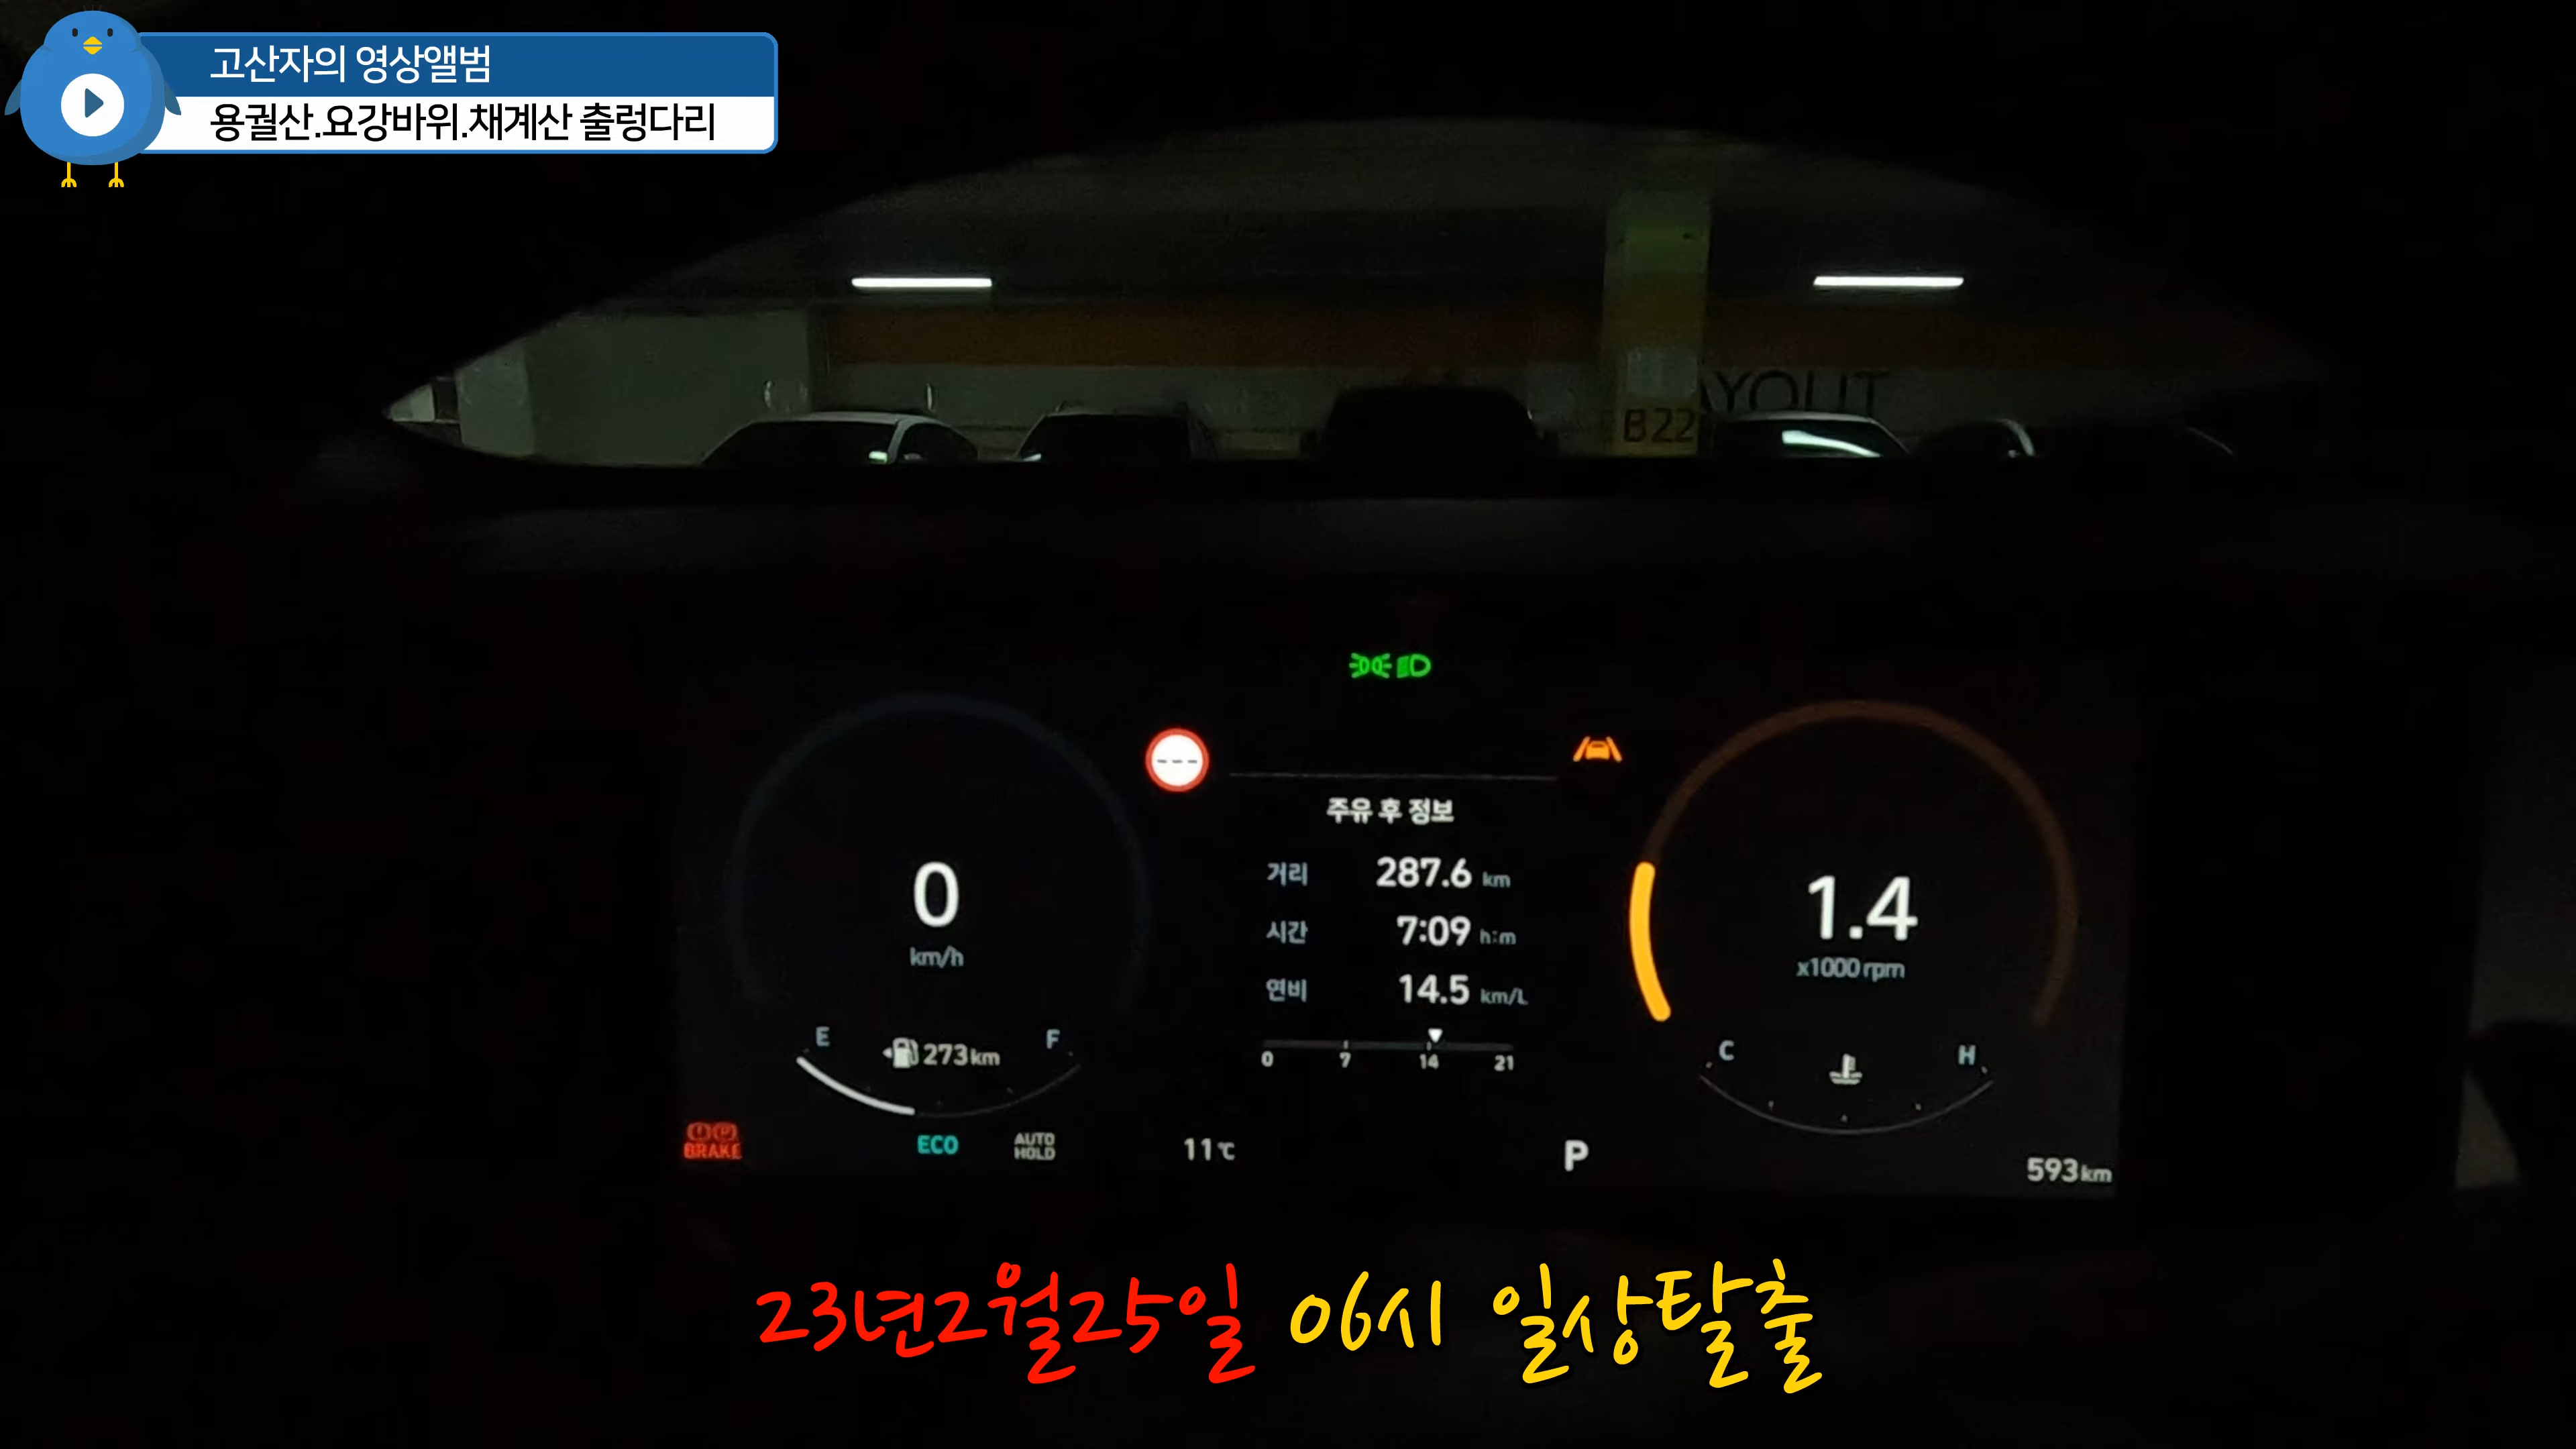 고산자의 영상앨범
용궐산.요강바위.채계산 출렁다리
AYOUT
B22
주유 후 정보
거리 287.6 km
시간 7:09 h:m
연비 14.5 km/L
0 7 14 21
0
km/h
E 273km F
1.4
x1000 rpm
C H
BRAKE ECO AUTO HOLD 11℃ P 593km
23년2월25일 06시 일상탈출